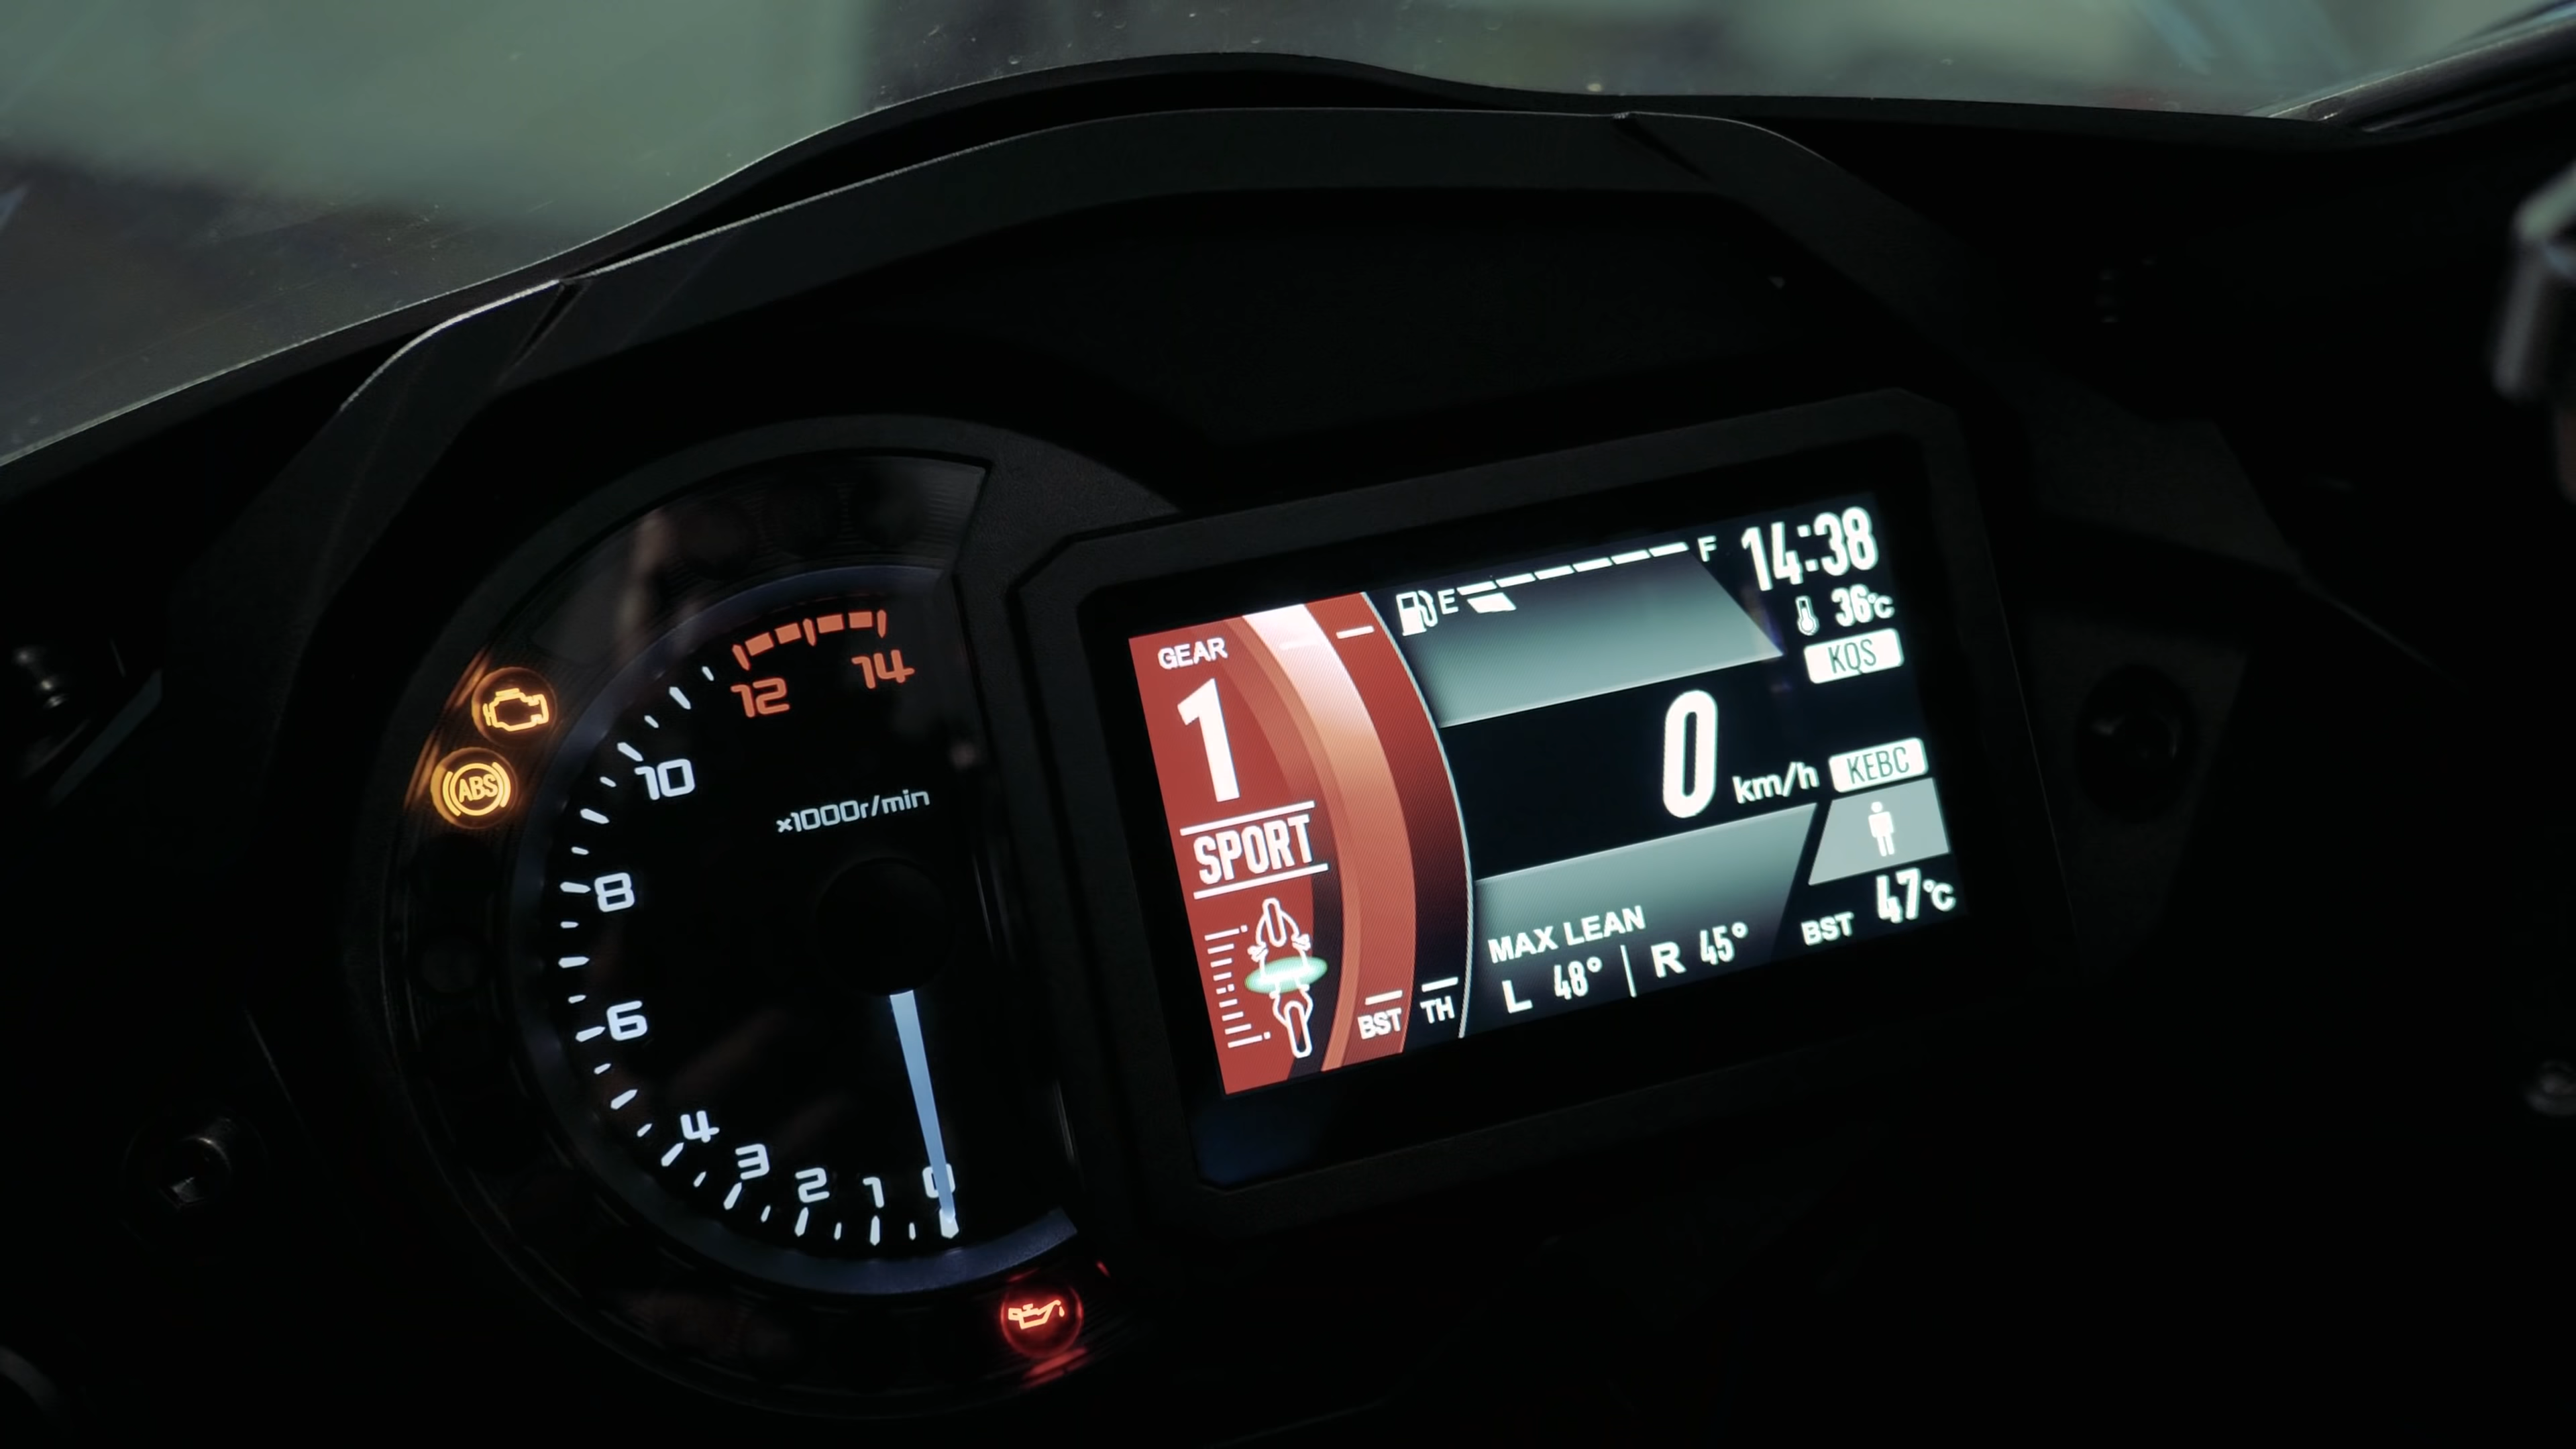 14
12
10
×1000r/min
8
6
4
3
2
1
0
ABS
GEAR
1
SPORT
BST
TH
E
F
14:38
36°C
KQS
0 km/h
KEBC
MAX LEAN
L 48° | R 45°
BST 47°C